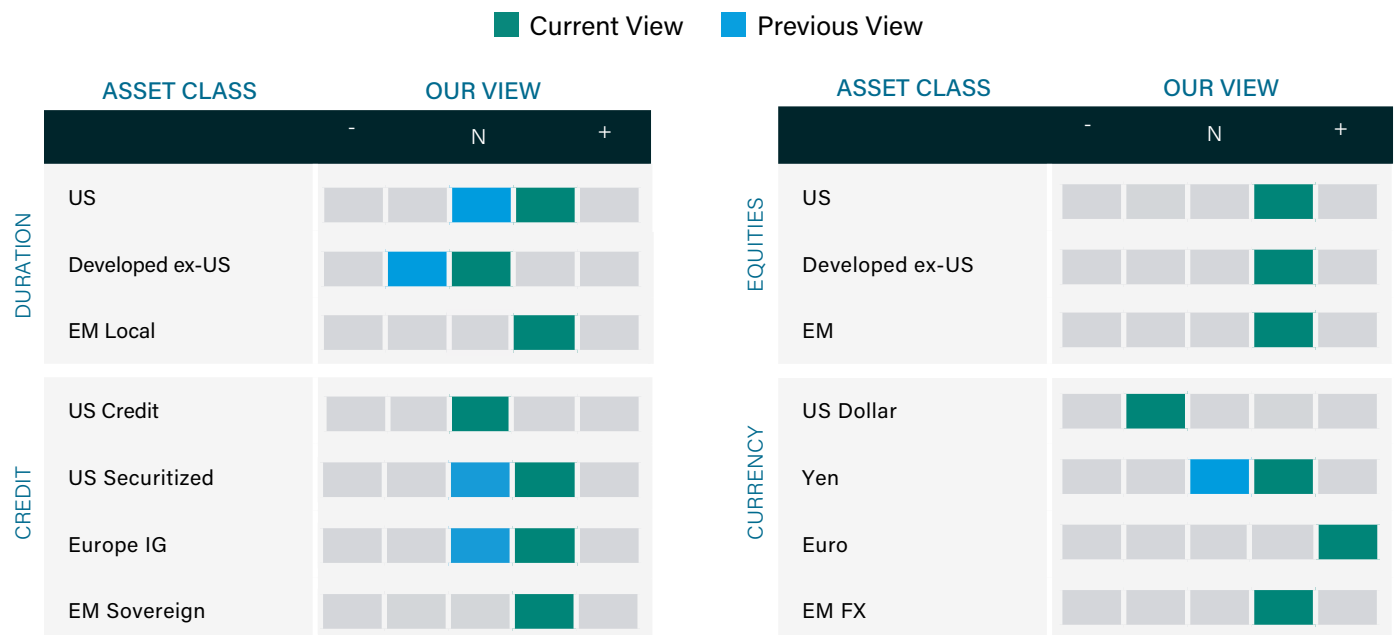 Current View Previous View
ASSET CLASS OUR VIEW
- N +
DURATION
US
Developed ex-US
EM Local
CREDIT
US Credit
US Securitized
Europe IG
EM Sovereign
ASSET CLASS OUR VIEW
- N +
EQUITIES
US
Developed ex-US
EM
CURRENCY
US Dollar
Yen
Euro
EM FX